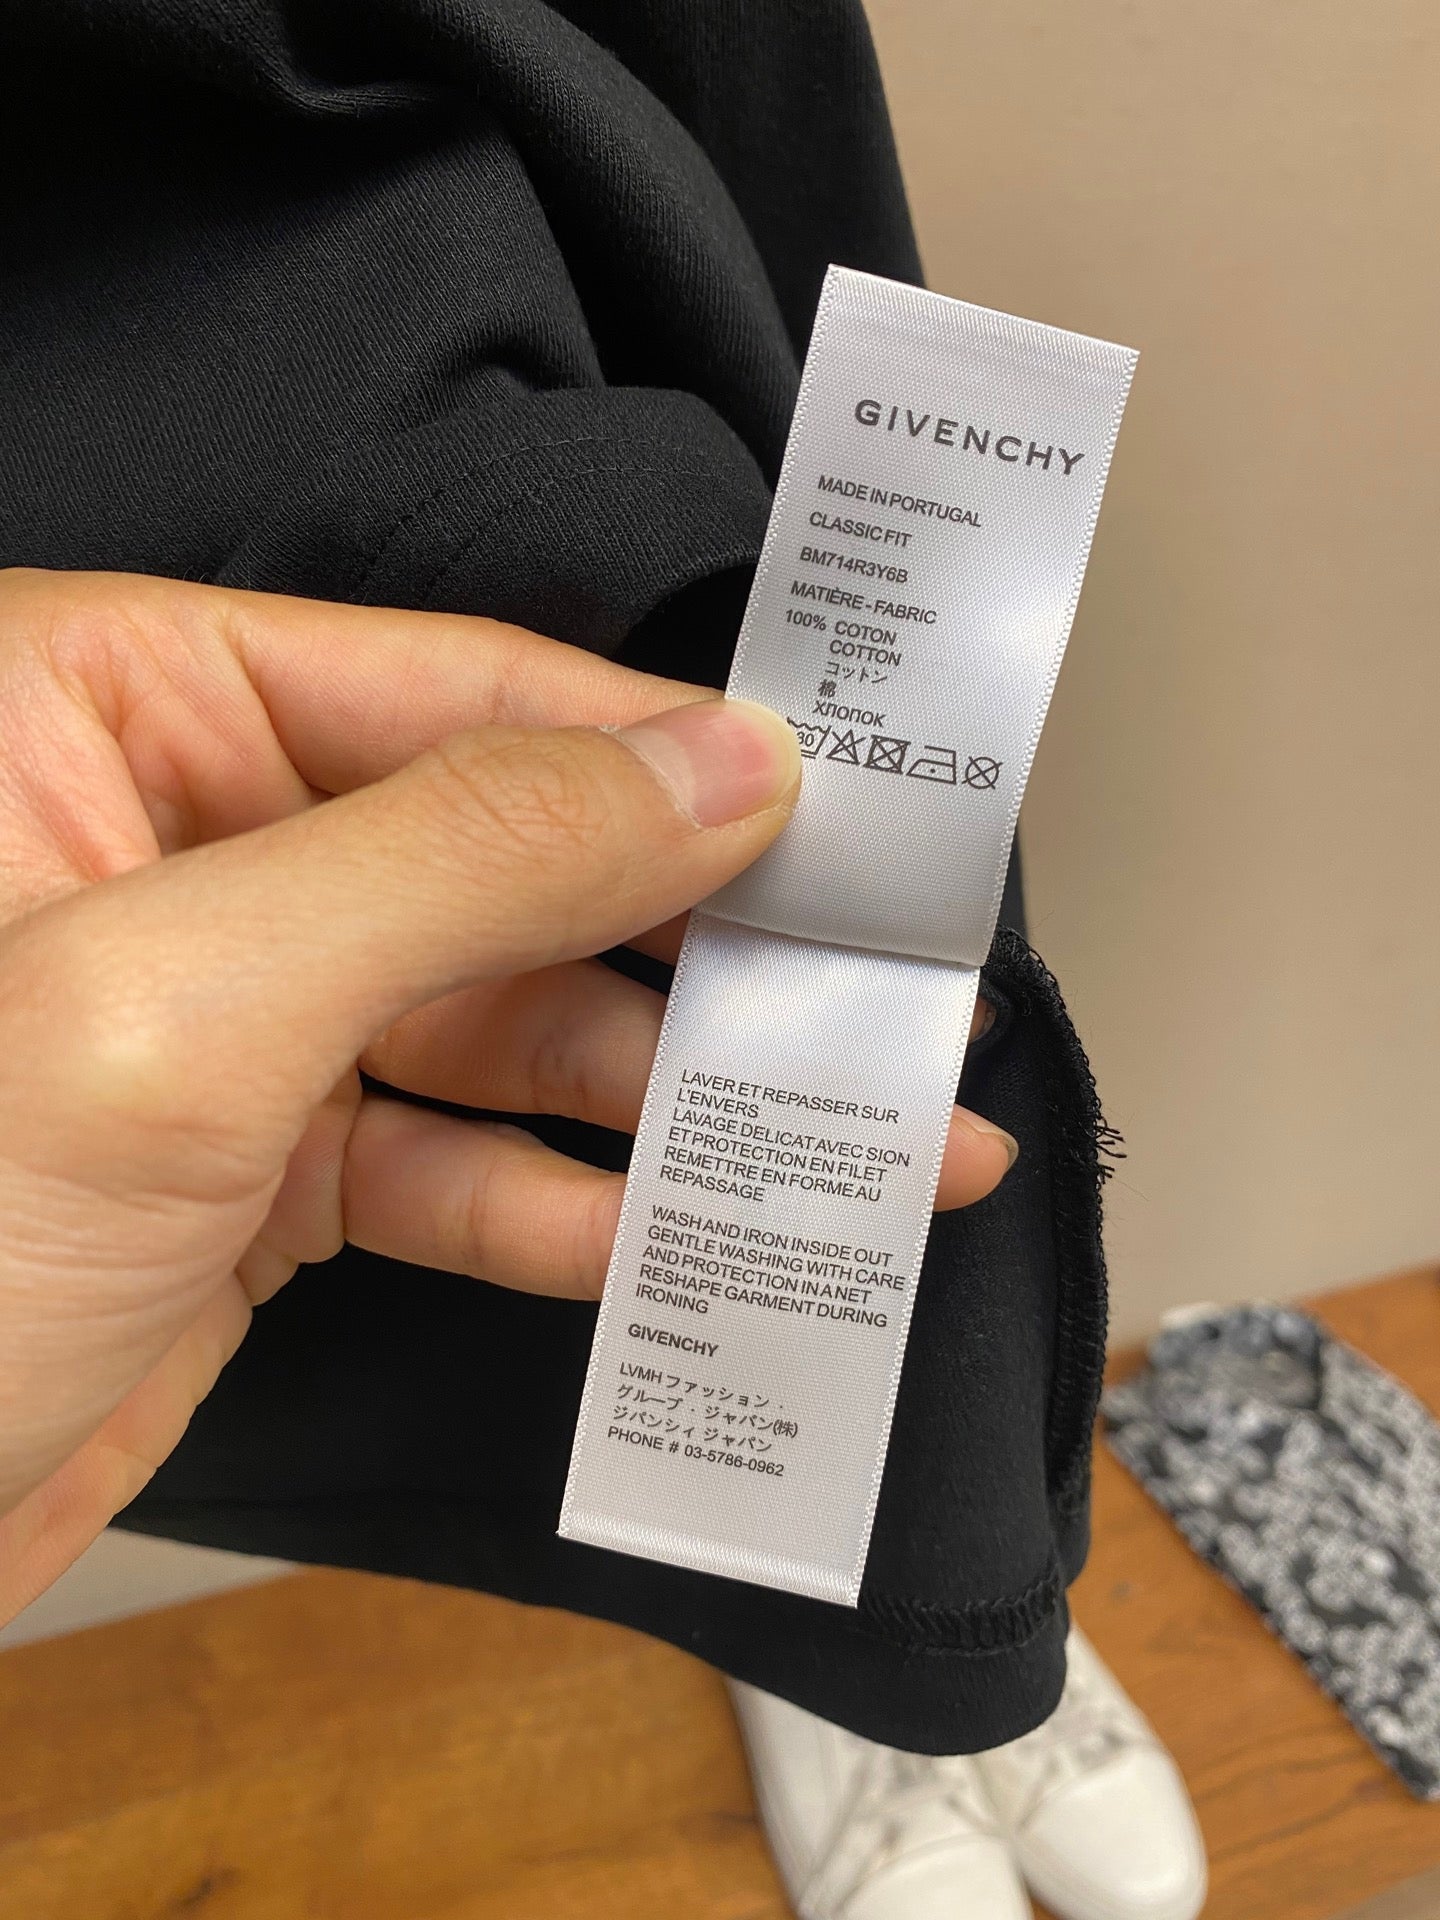 GIVENCHY
MADE IN PORTUGAL
CLASSIC FIT
BM714R3Y6B
MATIÈRE - FABRIC
100% COTON
COTTON
コットン
棉
ХЛОПОК
30
LAVER ET REPASSER SUR
L'ENVERS
LAVAGE DELICAT AVEC SION
ET PROTECTION EN FILET
REMETTRE EN FORME AU
REPASSAGE
WASH AND IRON INSIDE OUT
GENTLE WASHING WITH CARE
AND PROTECTION IN A NET
RESHAPE GARMENT DURING
IRONING
GIVENCHY
LVMH ファッション ·
グループ · ジャパン(株)
ジバンシィ ジャパン
PHONE # 03-5786-0962